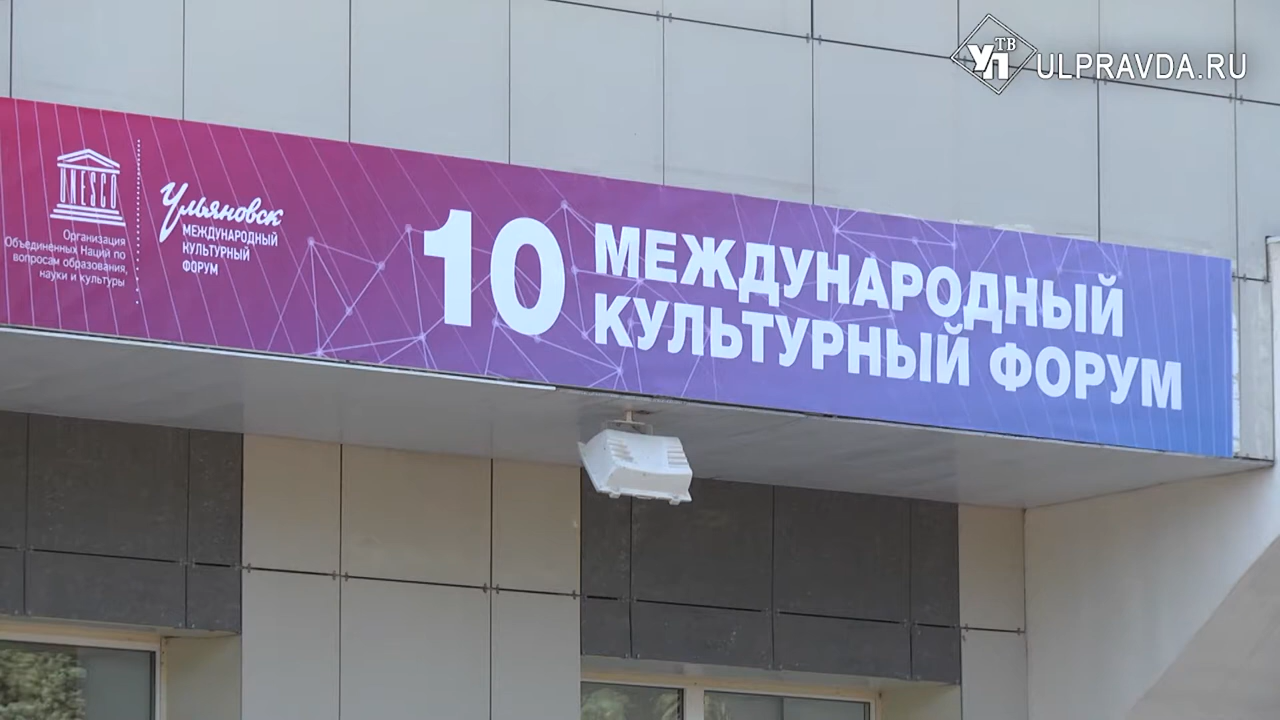 УП ТВ ULPRAVDA.RU
UNESCO
Организация
Объединенных Наций по
вопросам образования,
науки и культуры
Ульяновск
МЕЖДУНАРОДНЫЙ
КУЛЬТУРНЫЙ
ФОРУМ
10 МЕЖДУНАРОДНЫЙ
КУЛЬТУРНЫЙ ФОРУМ